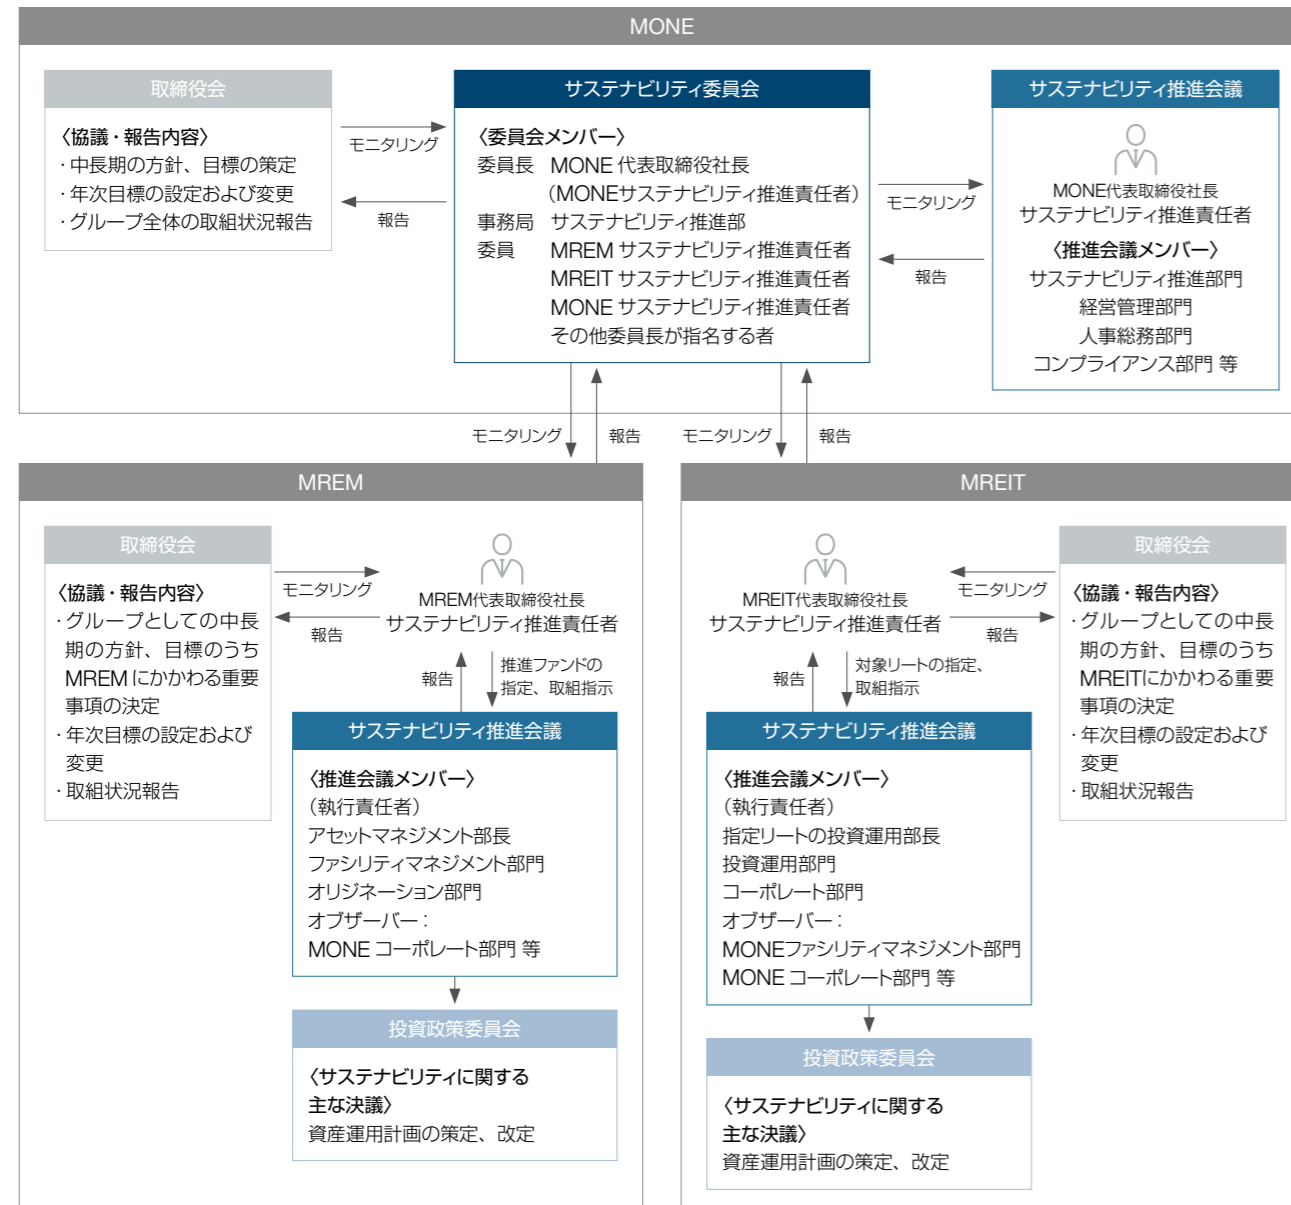 MONE
取締役会
〈協議・報告内容〉
・中長期の方針、目標の策定
・年次目標の設定および変更
・グループ全体の取組状況報告
モニタリング
報告
サステナビリティ委員会
〈委員会メンバー〉
委員長 MONE 代表取締役社長
（MONEサステナビリティ推進責任者）
事務局 サステナビリティ推進部
委員 MREM サステナビリティ推進責任者
MREIT サステナビリティ推進責任者
MONE サステナビリティ推進責任者
その他委員長が指名する者
モニタリング
報告
サステナビリティ推進会議
MONE代表取締役社長
サステナビリティ推進責任者
〈推進会議メンバー〉
サステナビリティ推進部門
経営管理部門
人事総務部門
コンプライアンス部門 等
モニタリング 報告 モニタリング 報告
MREM
取締役会
〈協議・報告内容〉
・グループとしての中長
期の方針、目標のうち
MREM にかかわる重要
事項の決定
・年次目標の設定および
変更
・取組状況報告
モニタリング
報告
MREM代表取締役社長
サステナビリティ推進責任者
報告
推進ファンドの
指定、取組指示
サステナビリティ推進会議
〈推進会議メンバー〉
（執行責任者）
アセットマネジメント部長
ファシリティマネジメント部門
オリジネーション部門
オブザーバー：
MONE コーポレート部門 等
投資政策委員会
〈サステナビリティに関する
主な決議〉
資産運用計画の策定、改定
MREIT
MREIT代表取締役社長
サステナビリティ推進責任者
モニタリング
報告
取締役会
〈協議・報告内容〉
・グループとしての中長
期の方針、目標のうち
MREITにかかわる重要
事項の決定
・年次目標の設定および
変更
・取組状況報告
報告
対象リートの指定、
取組指示
サステナビリティ推進会議
〈推進会議メンバー〉
（執行責任者）
指定リートの投資運用部長
投資運用部門
コーポレート部門
オブザーバー：
MONEファシリティマネジメント部門
MONE コーポレート部門 等
投資政策委員会
〈サステナビリティに関する
主な決議〉
資産運用計画の策定、改定